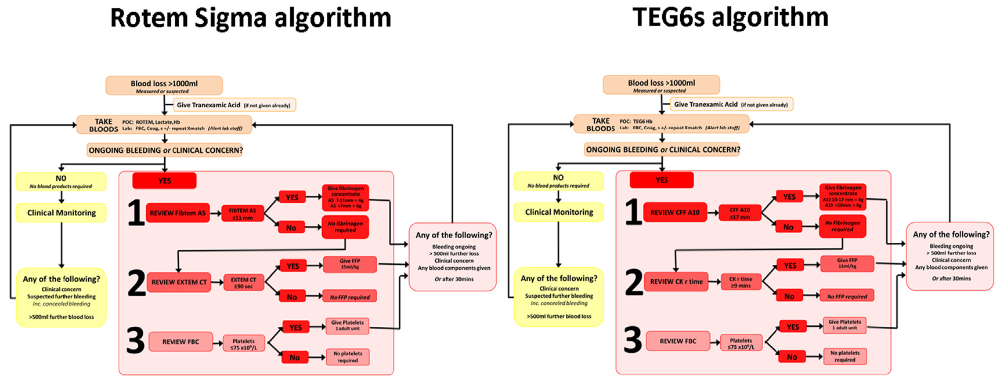 Rotem Sigma algorithm
Blood loss >1000ml
Measured or suspected
Give Tranexamic Acid (if not given already)
TAKE BLOODS
POC: ROTEM, Lactate, Hb
Lab: FBC, Coag, s +/- repeat Xmatch (Alert lab staff)
ONGOING BLEEDING or CLINICAL CONCERN?
NO
No blood products required
Clinical Monitoring
Any of the following?
Clinical concern
Suspected further bleeding
Inc. concealed bleeding
>500ml further blood loss
YES
1
REVIEW Fibtem A5
FIBTEM A5
≤11 mm
YES
Give fibrinogen
concentrate
A5 7-11mm = 4g
A5 <7mm = 6g
No
No Fibrinogen
required
2
REVIEW EXTEM CT
EXTEM CT
≥90 sec
YES
Give FFP
15ml/kg
No
No FFP required
3
REVIEW FBC
Platelets
≤75 x10⁹/L
YES
Give Platelets
1 adult unit
No
No platelets
required
Any of the following?
Bleeding ongoing
> 500ml further loss
Clinical concern
Any blood components given
Or after 30mins
TEG6s algorithm
Blood loss >1000ml
Measured or suspected
Give Tranexamic Acid (if not given already)
TAKE BLOODS
POC: TEG6 Hb
Lab: FBC, Coag, s +/- repeat Xmatch (Alert lab staff)
ONGOING BLEEDING or CLINICAL CONCERN?
NO
No blood products required
Clinical Monitoring
Any of the following?
Clinical concern
Suspected further bleeding
Inc. concealed bleeding
>500ml further blood loss
YES
1
REVIEW CFF A10
CFF A10
≤17 mm
YES
Give fibrinogen
concentrate
A10 10-17 mm = 4g
A10 <10mm = 6g
No
No Fibrinogen
required
2
REVIEW CK r time
CK r time
≥9 mins
YES
Give FFP
15ml/kg
No
No FFP required
3
REVIEW FBC
Platelets
≤75 x10⁹/L
YES
Give Platelets
1 adult unit
No
No platelets
required
Any of the following?
Bleeding ongoing
> 500ml further loss
Clinical concern
Any blood components given
Or after 30mins